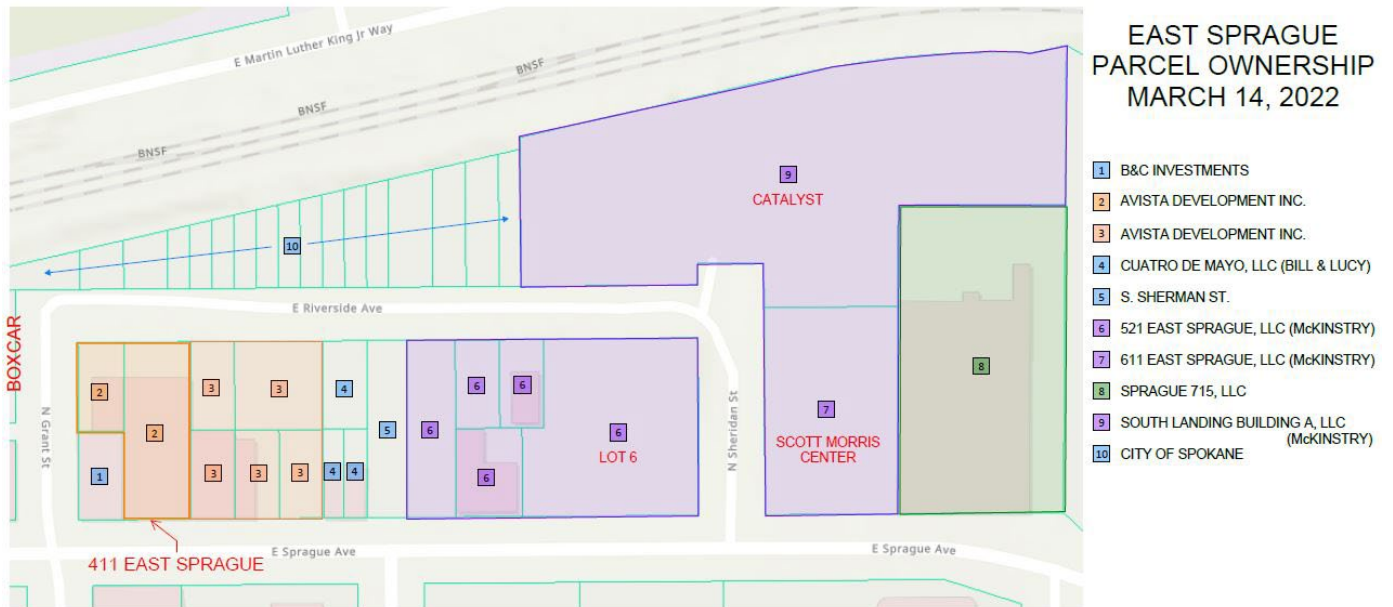 EAST SPRAGUE
PARCEL OWNERSHIP
MARCH 14, 2022
E Martin Luther King Jr Way
BNSF
BNSF
BNSF
9
CATALYST
10
E Riverside Ave
BOXCAR
N Grant St
2
2
3
3
4
5
6
6
6
6
LOT 6
1
3
3
3
4
4
6
N Sheridan St
7
SCOTT MORRIS
CENTER
8
411 EAST SPRAGUE
E Sprague Ave
E Sprague Ave
1 B&C INVESTMENTS
2 AVISTA DEVELOPMENT INC.
3 AVISTA DEVELOPMENT INC.
4 CUATRO DE MAYO, LLC (BILL & LUCY)
5 S. SHERMAN ST.
6 521 EAST SPRAGUE, LLC (McKINSTRY)
7 611 EAST SPRAGUE, LLC (McKINSTRY)
8 SPRAGUE 715, LLC
9 SOUTH LANDING BUILDING A, LLC
(McKINSTRY)
10 CITY OF SPOKANE